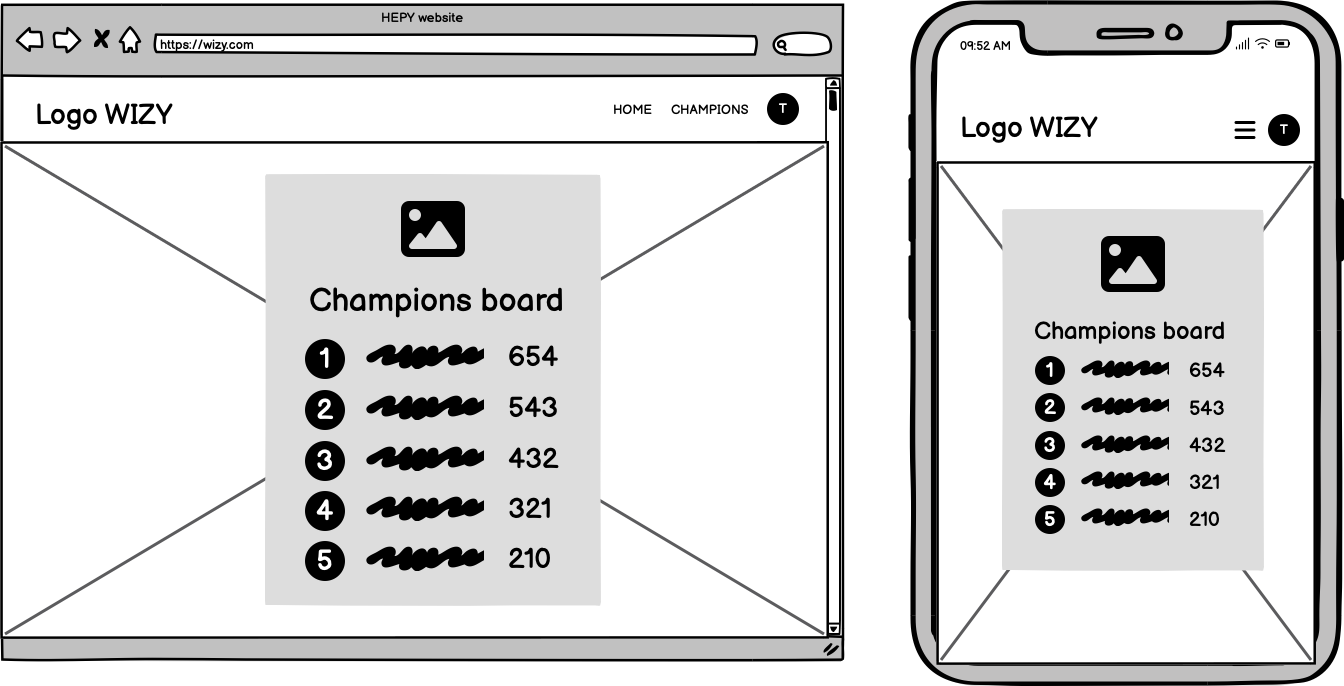 HEPY website
https://wizy.com
Logo WIZY
HOME CHAMPIONS T
Champions board
1 654
2 543
3 432
4 321
5 210
09:52 AM
Logo WIZY T
Champions board
1 654
2 543
3 432
4 321
5 210